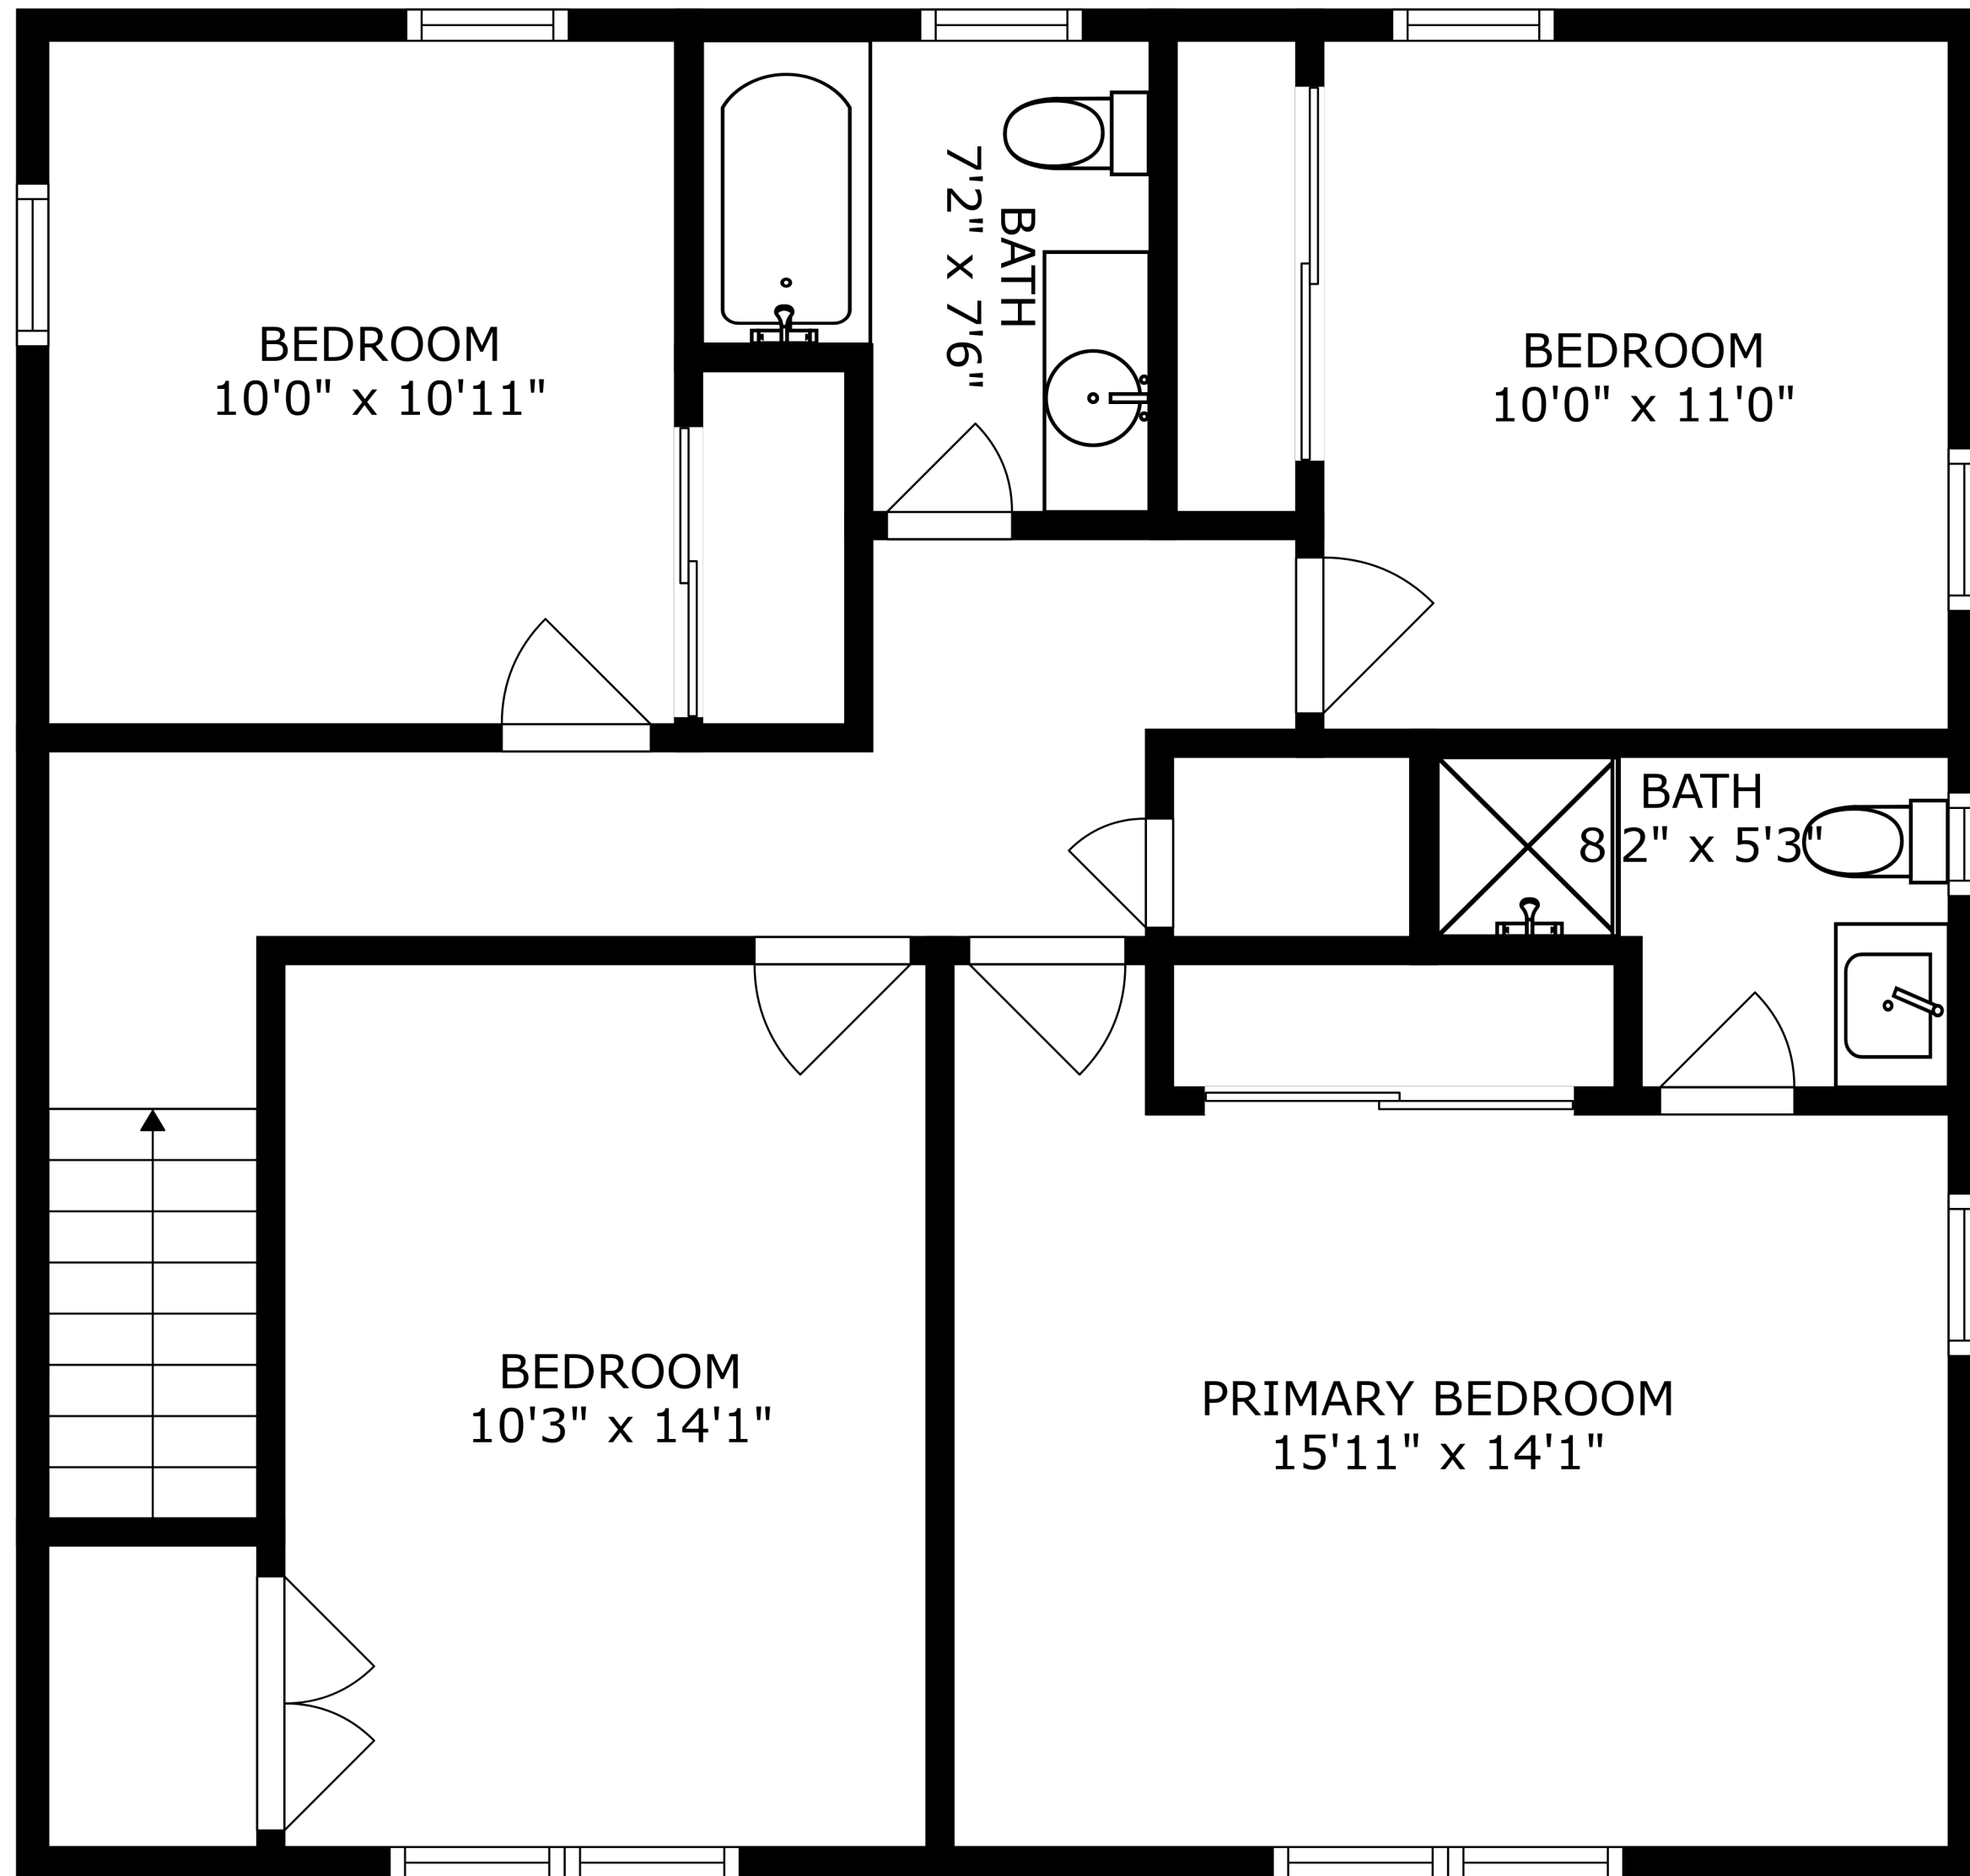 BEDROOM
10'0" x 10'11"
BATH
7'2" x 7'6"
BEDROOM
10'0" x 11'0"
BATH
8'2" x 5'3"
BEDROOM
10'3" x 14'1"
PRIMARY BEDROOM
15'11" x 14'1"